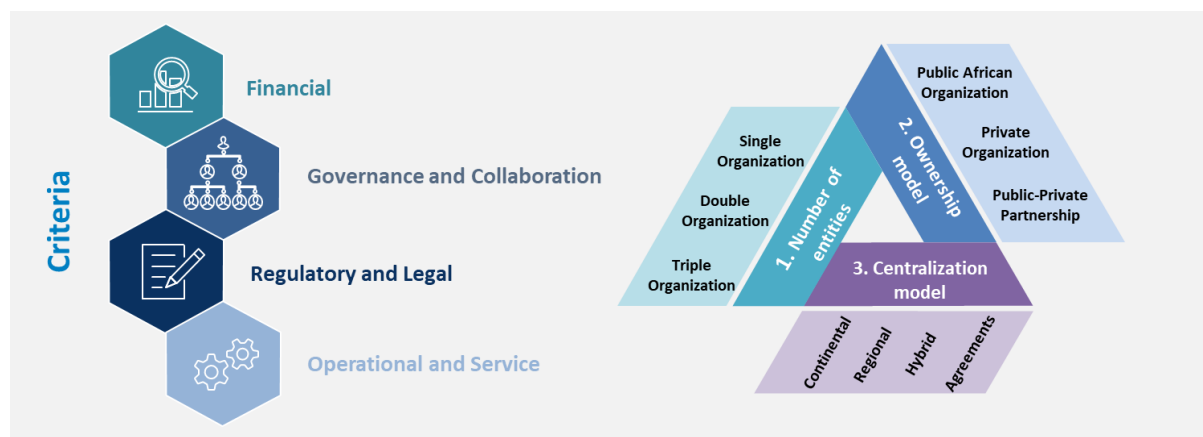 Criteria
Financial
Governance and Collaboration
Regulatory and Legal
Operational and Service
1. Number of
entities
Single
Organization
Double
Organization
Triple
Organization
2. Ownership
model
Public African
Organization
Private
Organization
Public-Private
Partnership
3. Centralization
model
Continental
Regional
Hybrid
Agreements